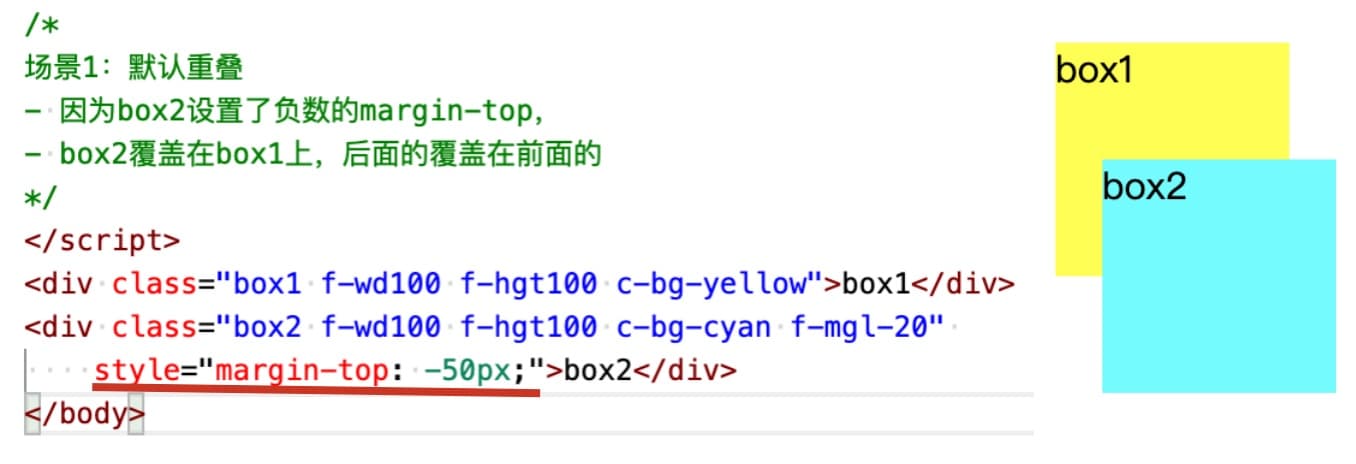 /*
场景1：默认重叠
- 因为box2设置了负数的margin-top,
- box2覆盖在box1上，后面的覆盖在前面的
*/
</script>
<div class="box1 f-wd100 f-hgt100 c-bg-yellow">box1</div>
<div class="box2 f-wd100 f-hgt100 c-bg-cyan f-mgl-20"
    style="margin-top: -50px;">box2</div>
</body>
box1
box2